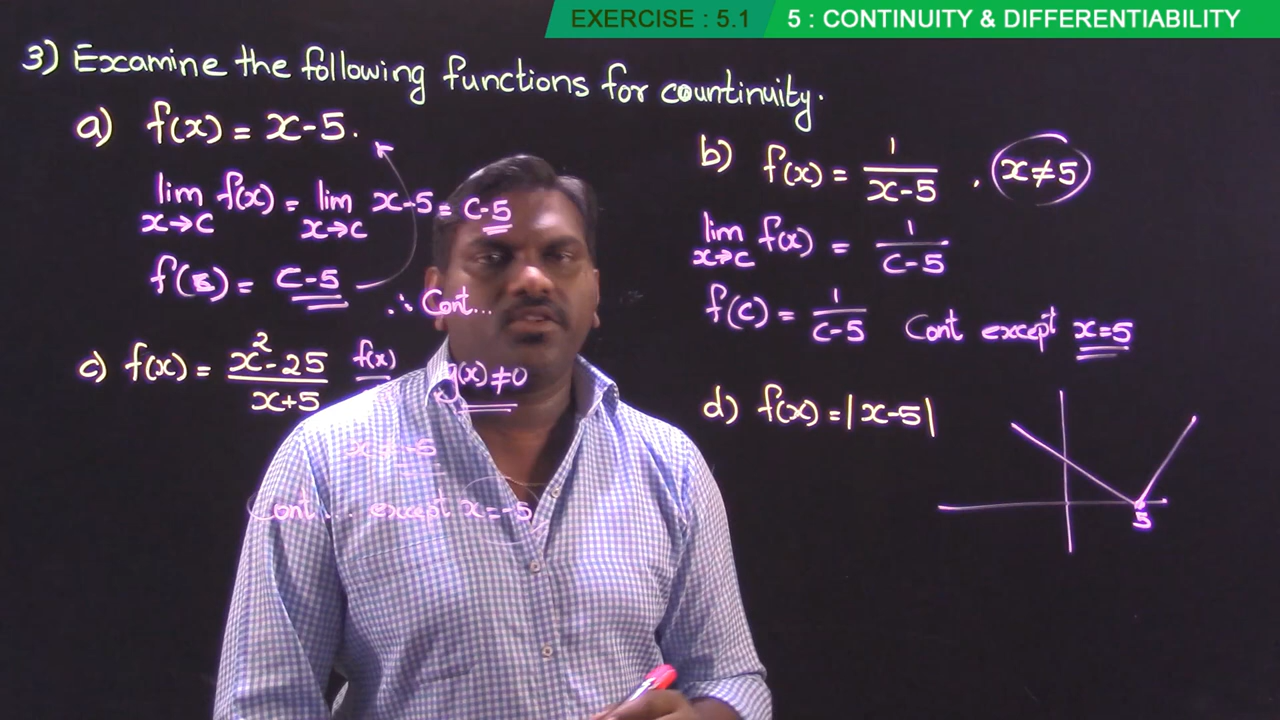 EXERCISE : 5.1
5 : CONTINUITY & DIFFERENTIABILITY
3) Examine the following functions for countinuity.
a) f(x) = x-5.
lim x→c f(x) = lim x→c x-5 = c-5
f( ) = c-5
∴ Cont...
c) f(x) = x²-25 / x+5 f(x) g(x) ≠ 0
x ≠ -5
Cont... except x=-5
b) f(x) = 1 / x-5 , x≠5
lim x→c f(x) = 1 / c-5
f(c) = 1 / c-5 Cont except x=5
d) f(x) = |x-5|
5